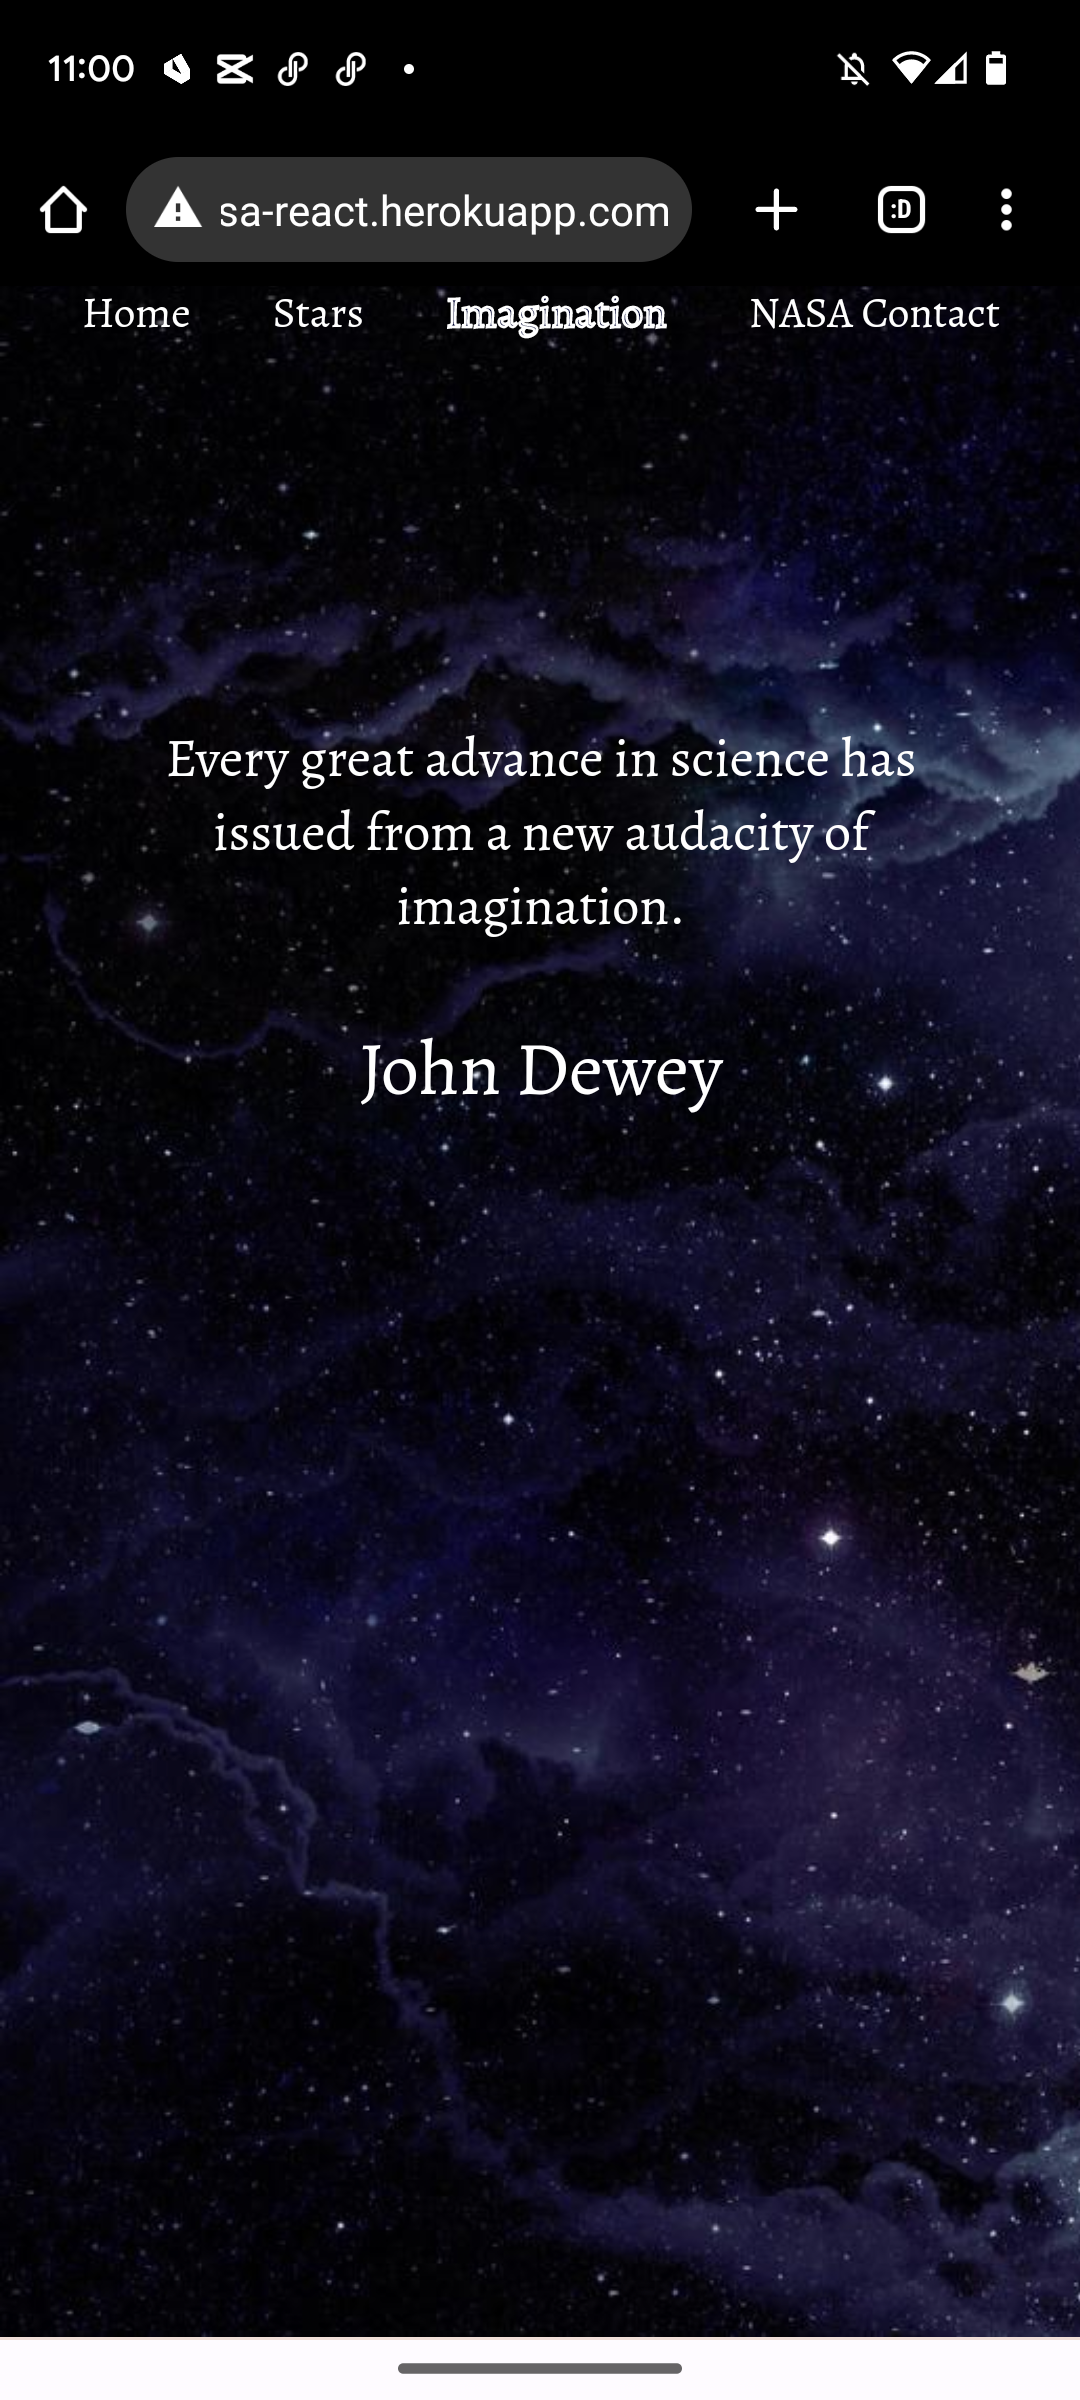 11:00
sa-react.herokuapp.com
:D
Home Stars Imagination NASA Contact
Every great advance in science has
issued from a new audacity of
imagination.
John Dewey